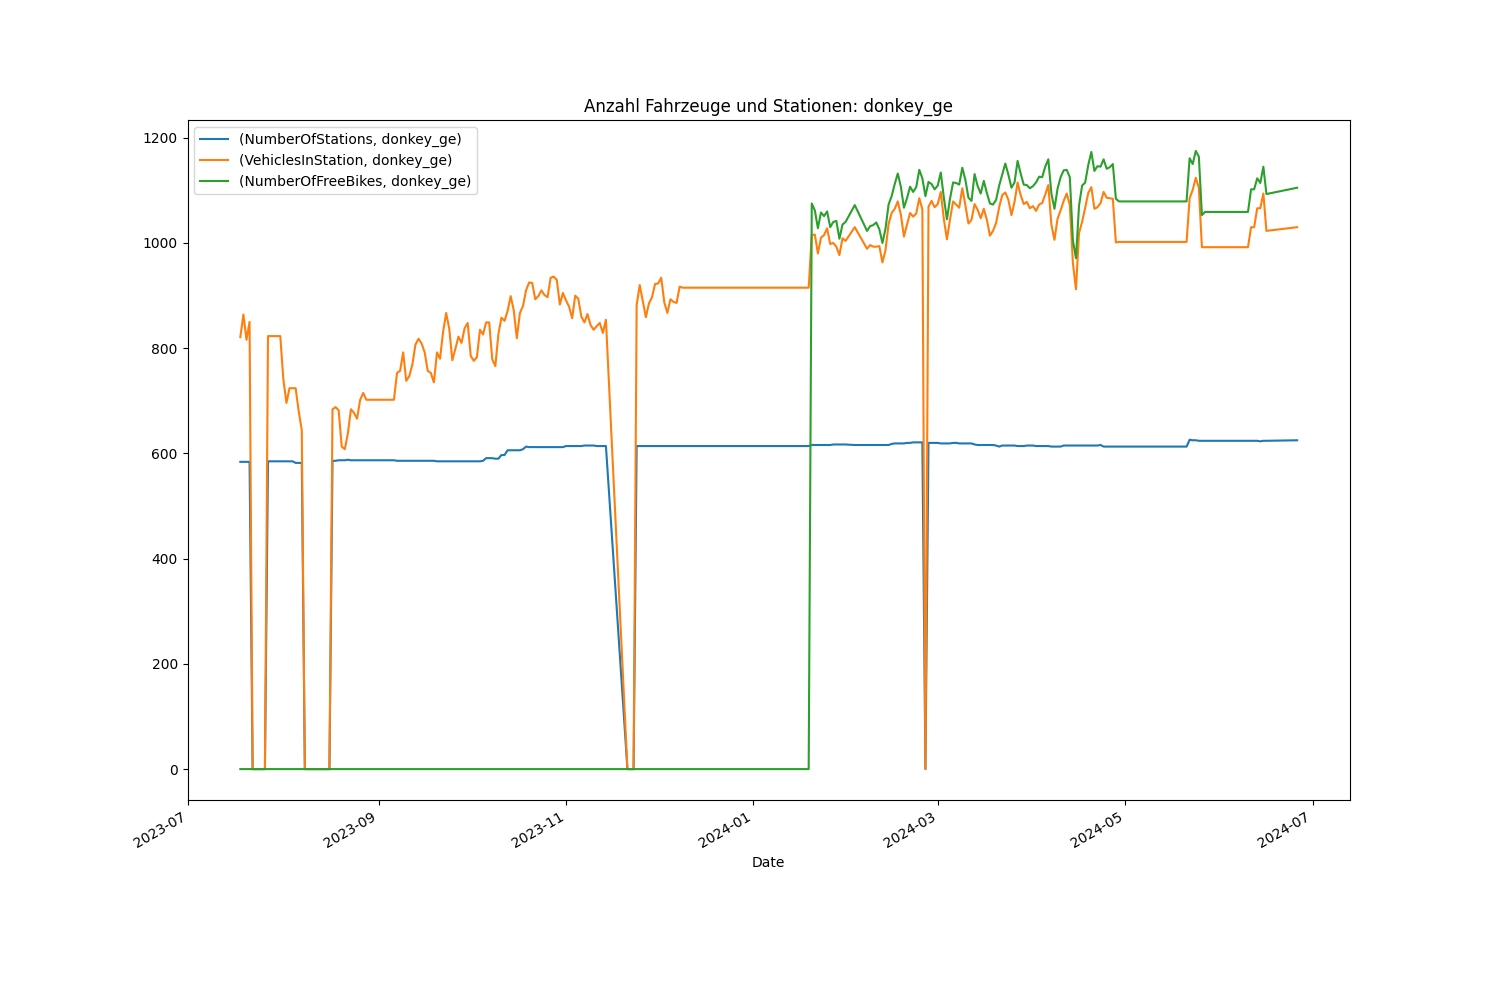 Anzahl Fahrzeuge und Stationen: donkey_ge
(NumberOfStations, donkey_ge)
(VehiclesInStation, donkey_ge)
(NumberOfFreeBikes, donkey_ge)
1200
1000
800
600
400
200
0
2023-07
2023-09
2023-11
2024-01
2024-03
2024-05
2024-07
Date